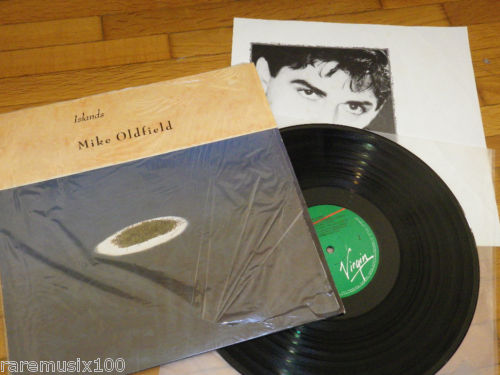 Islands
Mike Oldfield
Virgin
raremusix100